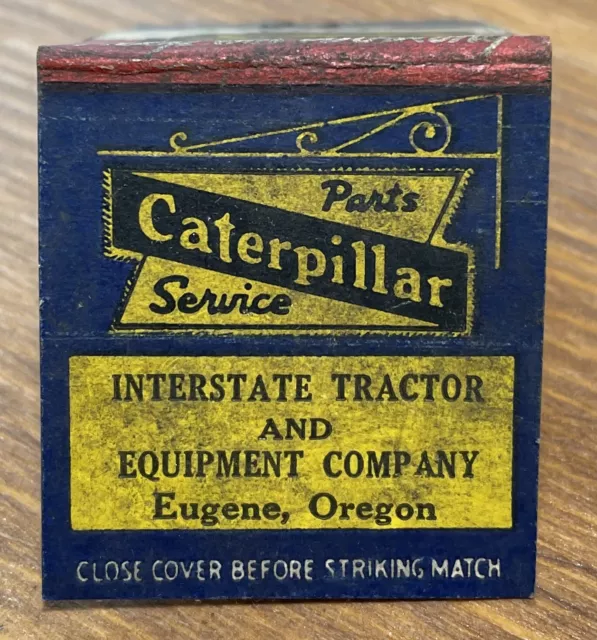 Parts
Caterpillar
Service
INTERSTATE TRACTOR
AND
EQUIPMENT COMPANY
Eugene, Oregon
CLOSE COVER BEFORE STRIKING MATCH